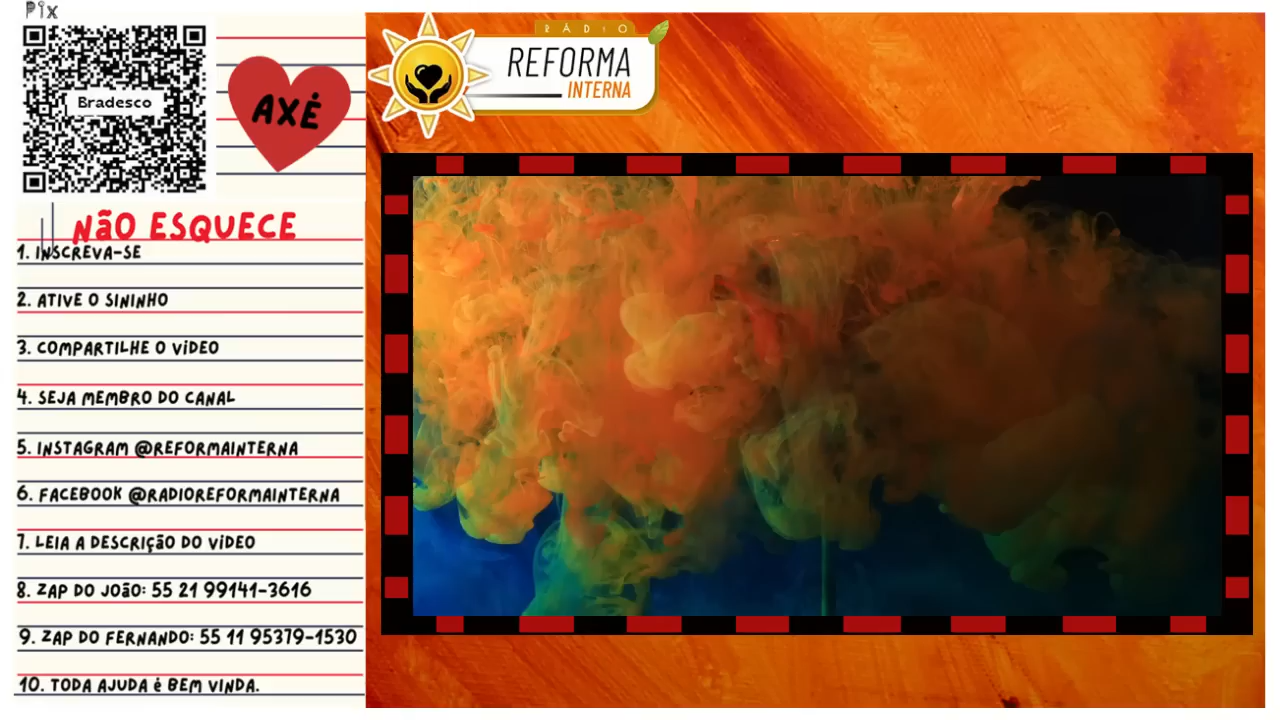 Pix
Bradesco
AXÉ
RÁDIO
REFORMA
INTERNA
NÃO ESQUECE
1. INSCREVA-SE
2. ATIVE O SININHO
3. COMPARTILHE O VÍDEO
4. SEJA MEMBRO DO CANAL
5. INSTAGRAM @REFORMAINTERNA
6. FACEBOOK @RADIOREFORMAINTERNA
7. LEIA A DESCRIÇÃO DO VÍDEO
8. ZAP DO JOÃO: 55 21 99141-3616
9. ZAP DO FERNANDO: 55 11 95379-1530
10. TODA AJUDA É BEM VINDA.